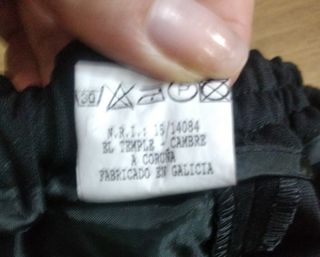 30 P
N.R.I.: 15/14084
EL TEMPLE - CAMBRE
A CORUÑA
FABRICADO EN GALICIA